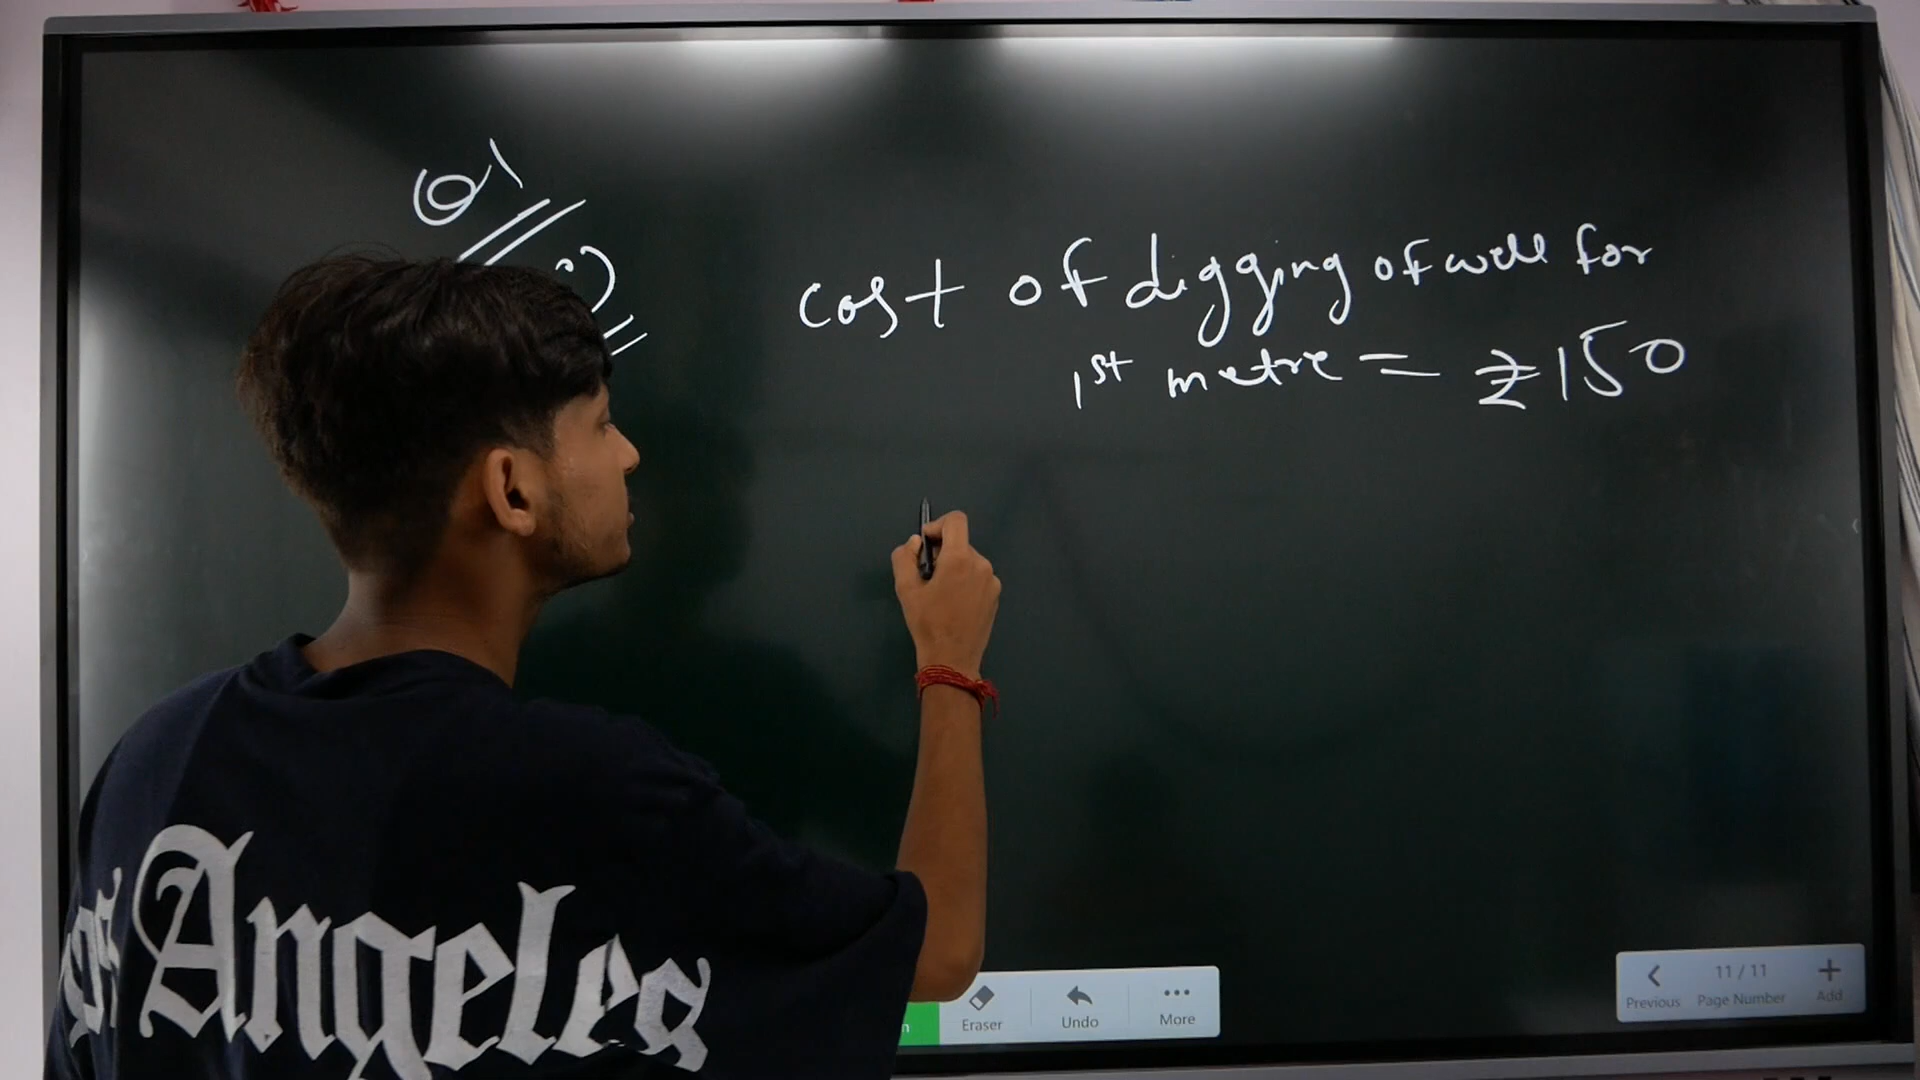 Q1
cost of digging of well for
1st metre = ₹150
Angeles
Eraser
Undo
More
Previous
11 / 11
Page Number
Add